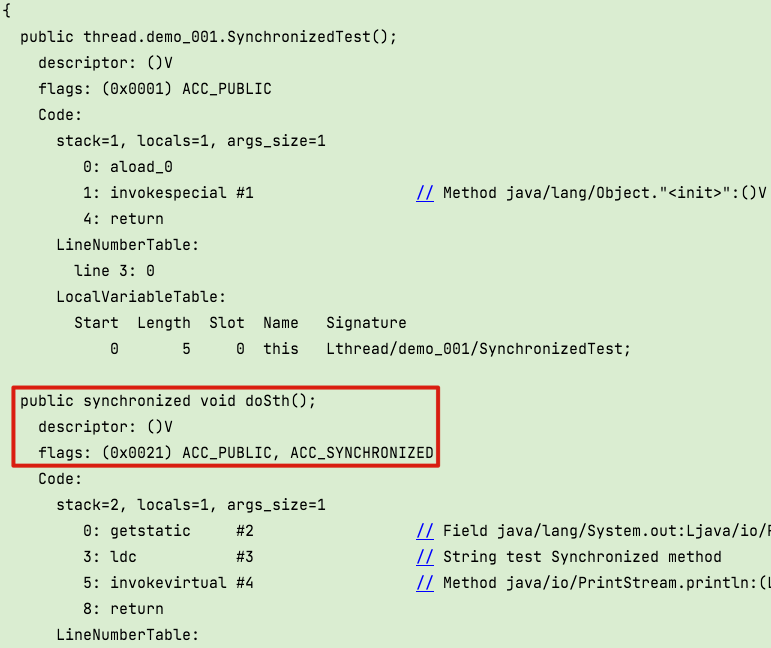 {
  public thread.demo_001.SynchronizedTest();
    descriptor: ()V
    flags: (0x0001) ACC_PUBLIC
    Code:
      stack=1, locals=1, args_size=1
         0: aload_0
         1: invokespecial #1                  // Method java/lang/Object."<init>":()V
         4: return
      LineNumberTable:
        line 3: 0
      LocalVariableTable:
        Start  Length  Slot  Name   Signature
            0       5     0  this   Lthread/demo_001/SynchronizedTest;
  public synchronized void doSth();
    descriptor: ()V
    flags: (0x0021) ACC_PUBLIC, ACC_SYNCHRONIZED
    Code:
      stack=2, locals=1, args_size=1
         0: getstatic     #2                  // Field java/lang/System.out:Ljava/io/
         3: ldc           #3                  // String test Synchronized method
         5: invokevirtual #4                  // Method java/io/PrintStream.println:(
         8: return
      LineNumberTable: